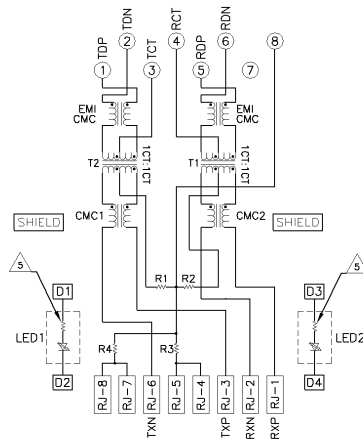 TDP
TDN
TCT
RCT
RDP
RDN
1
2
3
4
5
6
7
8
EMI
CMC
EMI
CMC
T2
1CT:1CT
T1
1CT:1CT
SHIELD
CMC1
CMC2
SHIELD
5
5
R1
R2
D1
D3
LED1
LED2
R4
R3
D2
D4
RJ-8
RJ-7
RJ-6
RJ-5
RJ-4
RJ-3
RJ-2
RJ-1
TXN
TXP
RXN
RXP